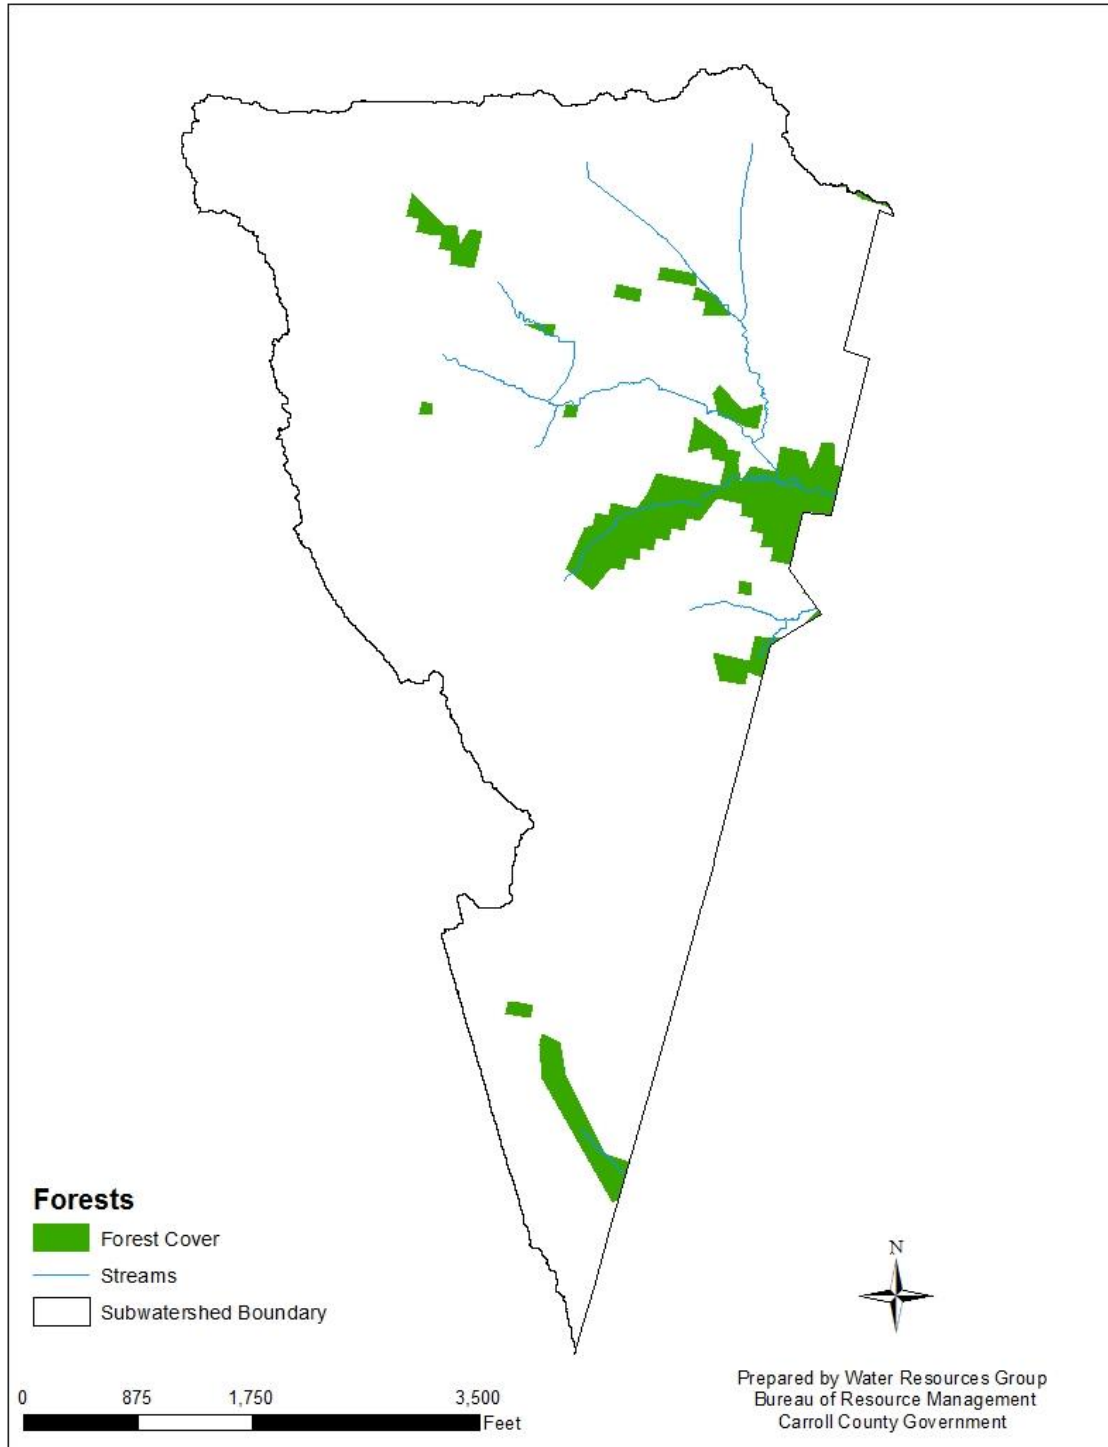 N
Forests
Forest Cover
Streams
Subwatershed Boundary
0 875 1,750 3,500
Feet
Prepared by Water Resources Group
Bureau of Resource Management
Carroll County Government